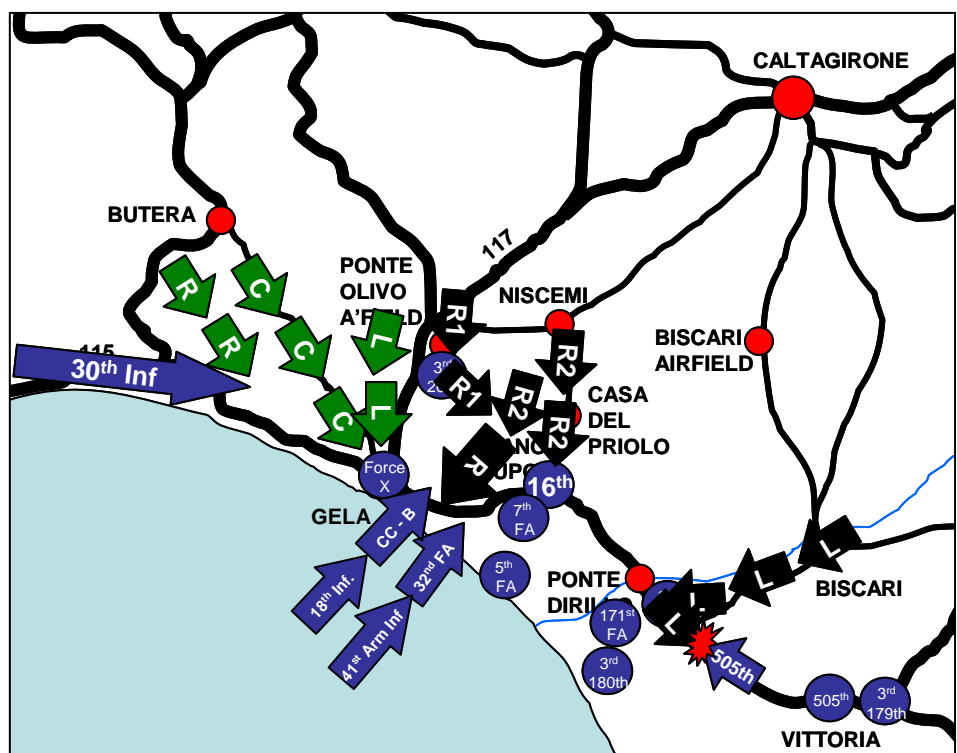 CALTAGIRONE
BUTERA
117
PONTE
OLIVO
NISCEMI
R
C
R1
L
R
C
BISCARI
AIRFIELD
115
30th Inf
3rd
R1
R2
R2
CASA
DEL
PRIOLO
C
L
R2
R
Force
X
16th
GELA
7th
FA
CC - B
32nd FA
5th
FA
18th Inf.
41st Arm Inf
PONTE
L
L
BISCARI
L
L
171st
FA
3rd
180th
505th
505th
3rd
179th
VITTORIA